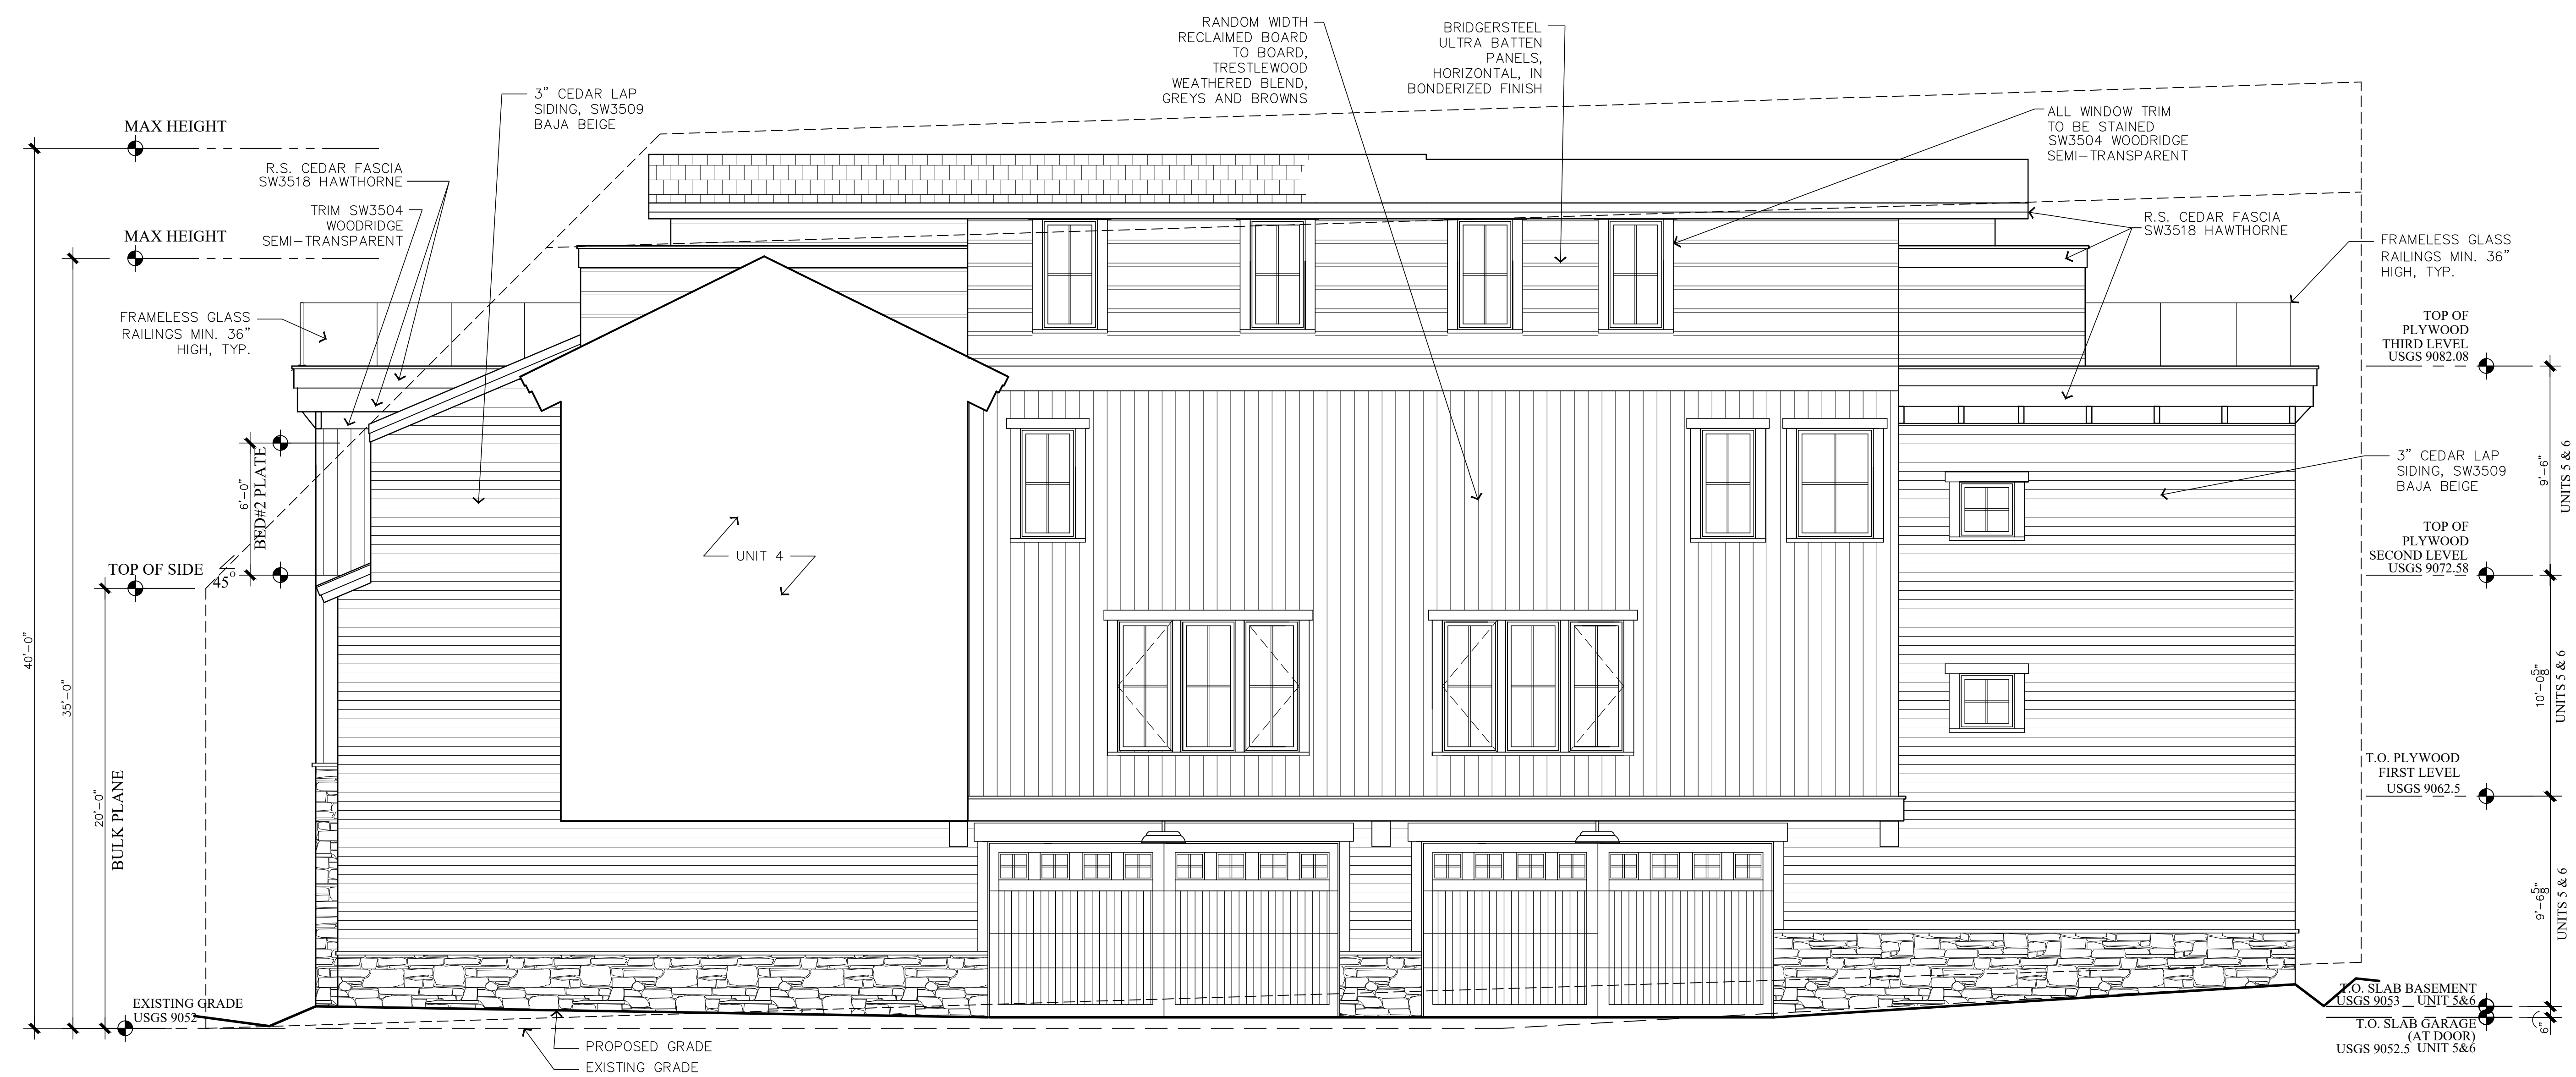 RANDOM WIDTH
RECLAIMED BOARD
TO BOARD,
TRESTLEWOOD
WEATHERED BLEND,
GREYS AND BROWNS
BRIDGERSTEEL
ULTRA BATTEN
PANELS,
HORIZONTAL, IN
BONDERIZED FINISH
3" CEDAR LAP
SIDING, SW3509
BAJA BEIGE
ALL WINDOW TRIM
TO BE STAINED
SW3504 WOODRIDGE
SEMI-TRANSPARENT
MAX HEIGHT
R.S. CEDAR FASCIA
SW3518 HAWTHORNE
TRIM SW3504
WOODRIDGE
SEMI-TRANSPARENT
MAX HEIGHT
R.S. CEDAR FASCIA
SW3518 HAWTHORNE
FRAMELESS GLASS
RAILINGS MIN. 36"
HIGH, TYP.
FRAMELESS GLASS
RAILINGS MIN. 36"
HIGH, TYP.
TOP OF
PLYWOOD
THIRD LEVEL
USGS 9082.08
6'-0"
BED#2 PLATE
3" CEDAR LAP
SIDING, SW3509
BAJA BEIGE
9'-6"
UNITS 5 & 6
UNIT 4
TOP OF SIDE
45°
TOP OF
PLYWOOD
SECOND LEVEL
USGS 9072.58
40'-0"
35'-0"
20'-0"
BULK PLANE
10'-0 5/8"
UNITS 5 & 6
T.O. PLYWOOD
FIRST LEVEL
USGS 9062.5
9'-6 5/8"
UNITS 5 & 6
EXISTING GRADE
USGS 9052
T.O. SLAB BASEMENT
USGS 9053 UNIT 5&6
T.O. SLAB GARAGE
(AT DOOR)
USGS 9052.5 UNIT 5&6
6"
PROPOSED GRADE
EXISTING GRADE